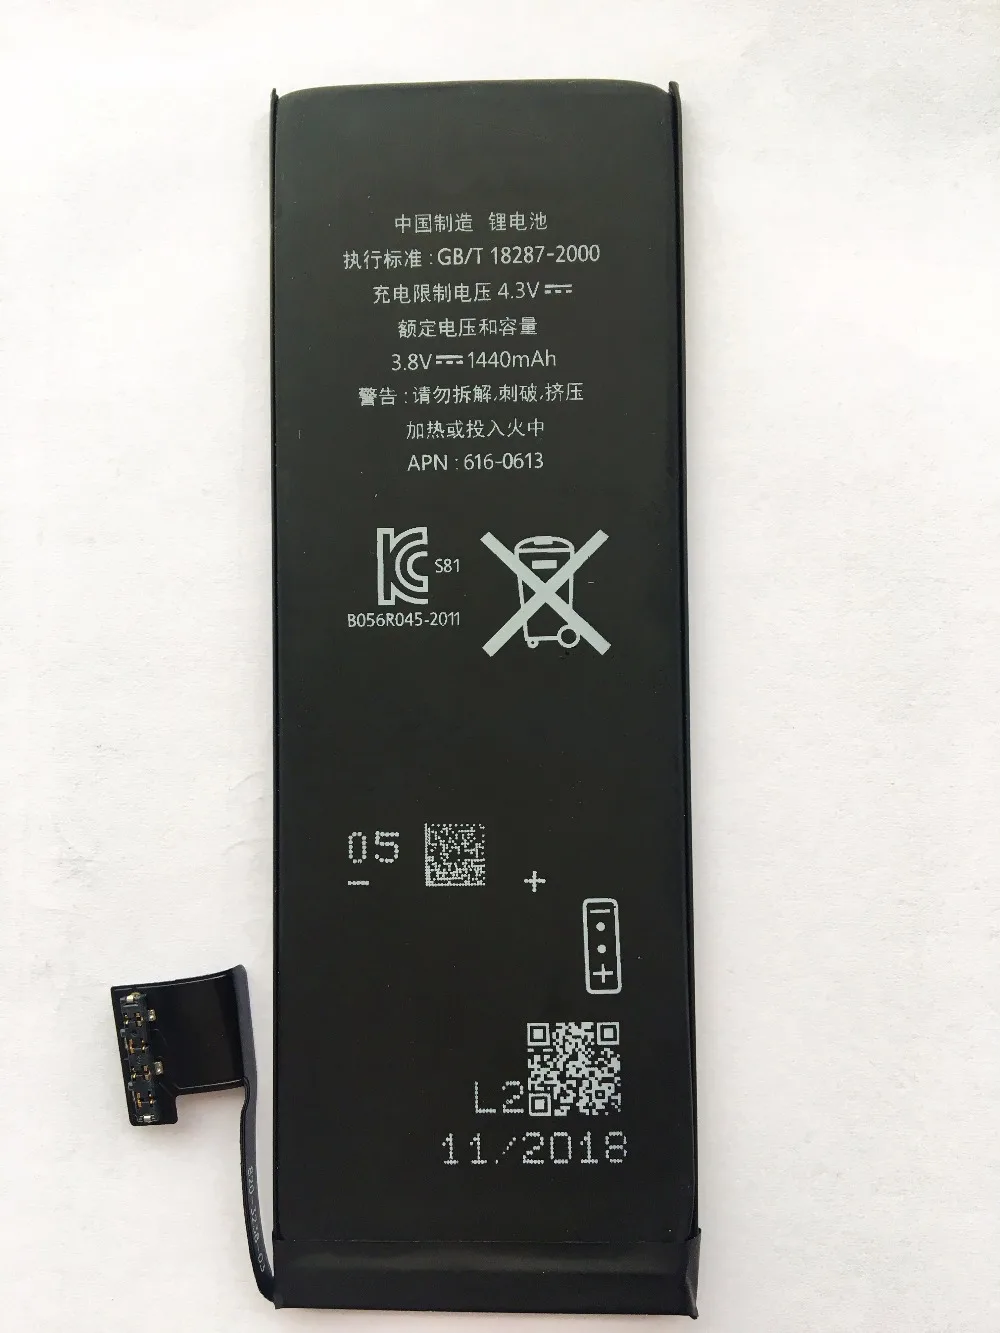 中国制造 锂电池
执行标准 : GB/T 18287-2000
充电限制电压 4.3V
额定电压和容量
3.8V 1440mAh
警告 : 请勿拆解,刺破,挤压
加热或投入火中
APN : 616-0613
S81
B056R045-2011
05
- +
-
+
L2
11/2018